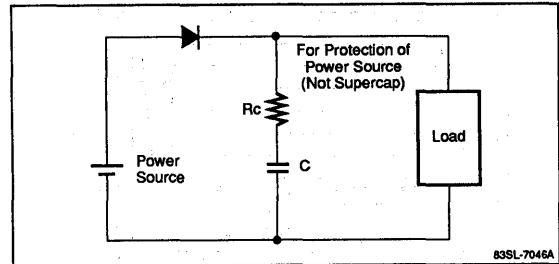 For Protection of
Power Source
(Not Supercap)
Rc
Load
Power
Source
C
83SL-7046A